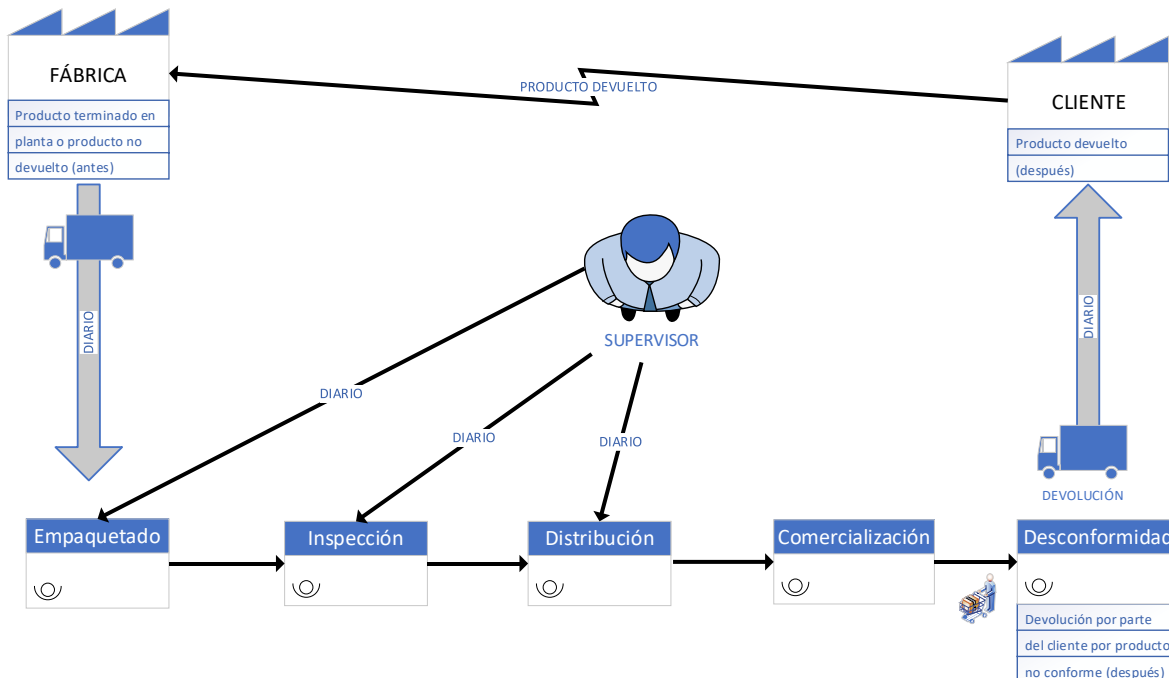 FÁBRICA
Producto terminado en
planta o producto no
devuelto (antes)
PRODUCTO DEVUELTO
CLIENTE
Producto devuelto
(después)
DIARIO
SUPERVISOR
DIARIO
DIARIO
DIARIO
DIARIO
DEVOLUCIÓN
Empaquetado
Inspección
Distribución
Comercialización
Desconformidad
Devolución por parte
del cliente por producto
no conforme (después)